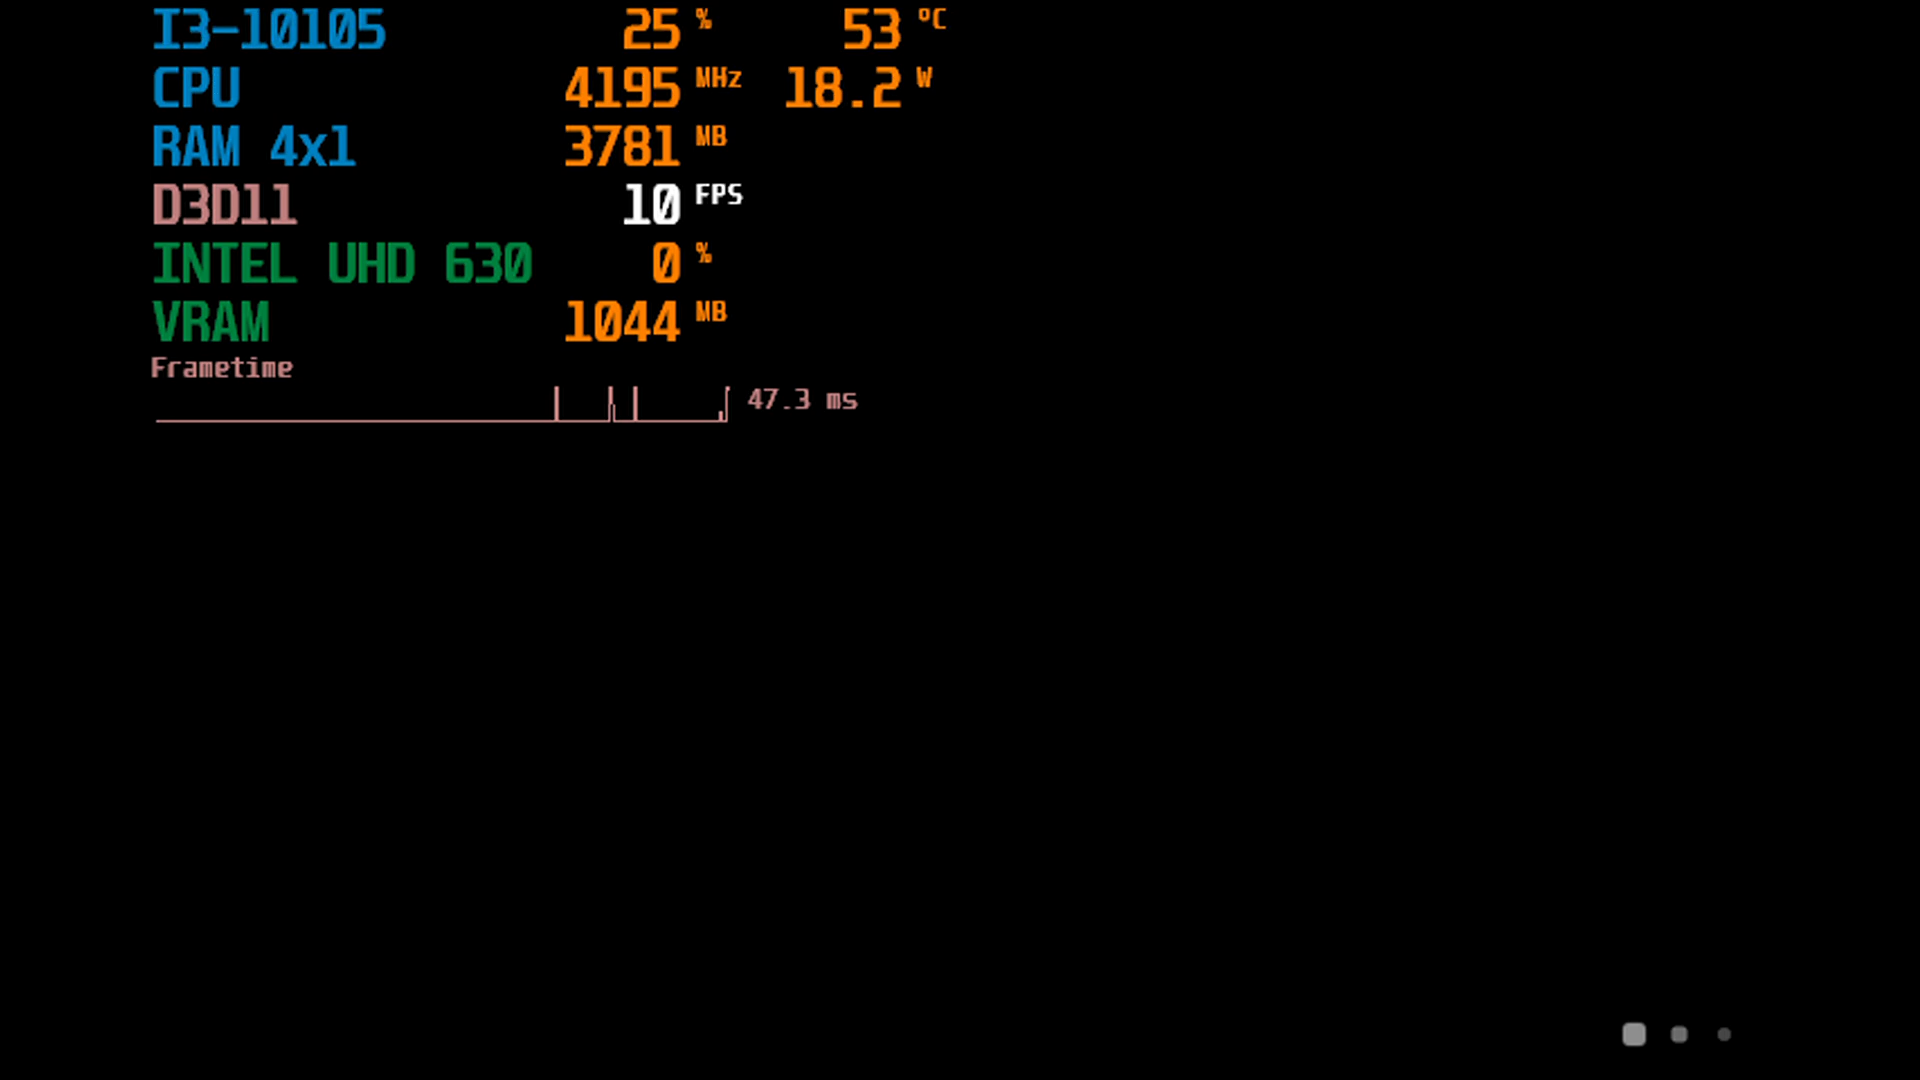 I3-10105 25 % 53 °C
CPU 4195 MHz 18.2 W
RAM 4x1 3781 MB
D3D11 10 FPS
INTEL UHD 630 0 %
VRAM 1044 MB
Frametime
47.3 ms